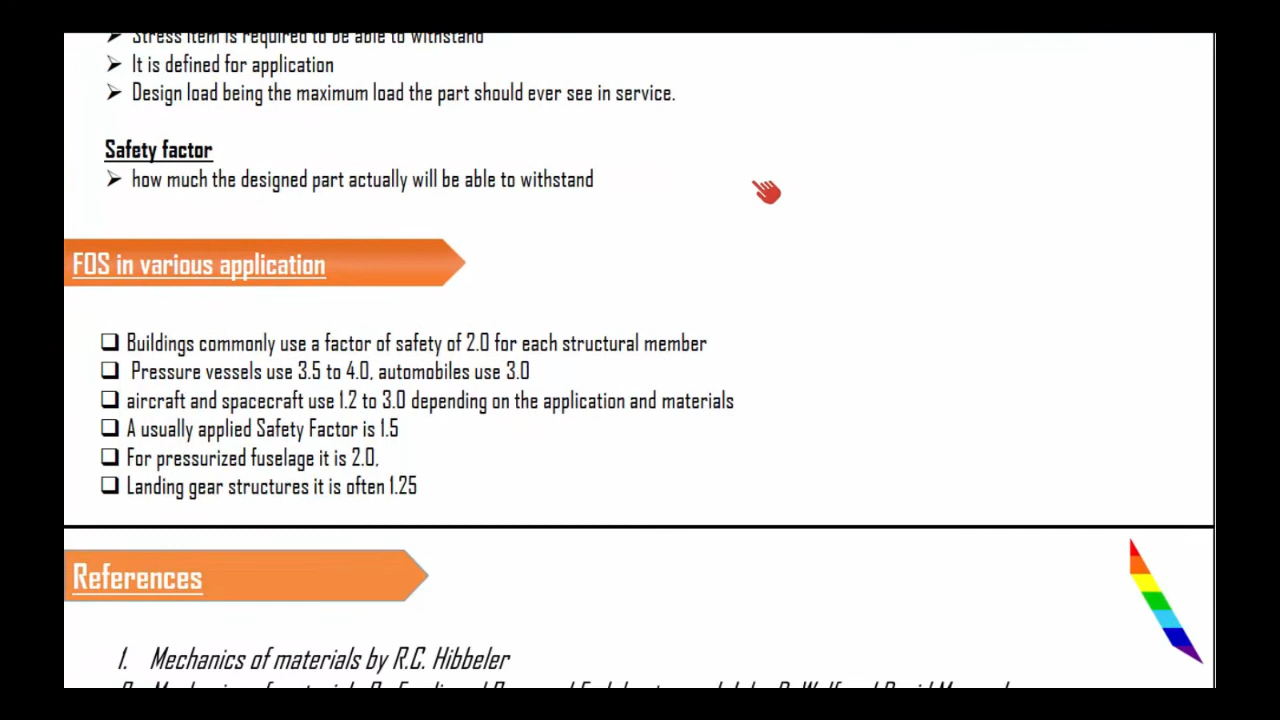 Stress item is required to be able to withstand
It is defined for application
Design load being the maximum load the part should ever see in service.
Safety factor
how much the designed part actually will be able to withstand
FOS in various application
Buildings commonly use a factor of safety of 2.0 for each structural member
Pressure vessels use 3.5 to 4.0, automobiles use 3.0
aircraft and spacecraft use 1.2 to 3.0 depending on the application and materials
A usually applied Safety Factor is 1.5
For pressurized fuselage it is 2.0,
Landing gear structures it is often 1.25
References
1. Mechanics of materials by R.C. Hibbeler